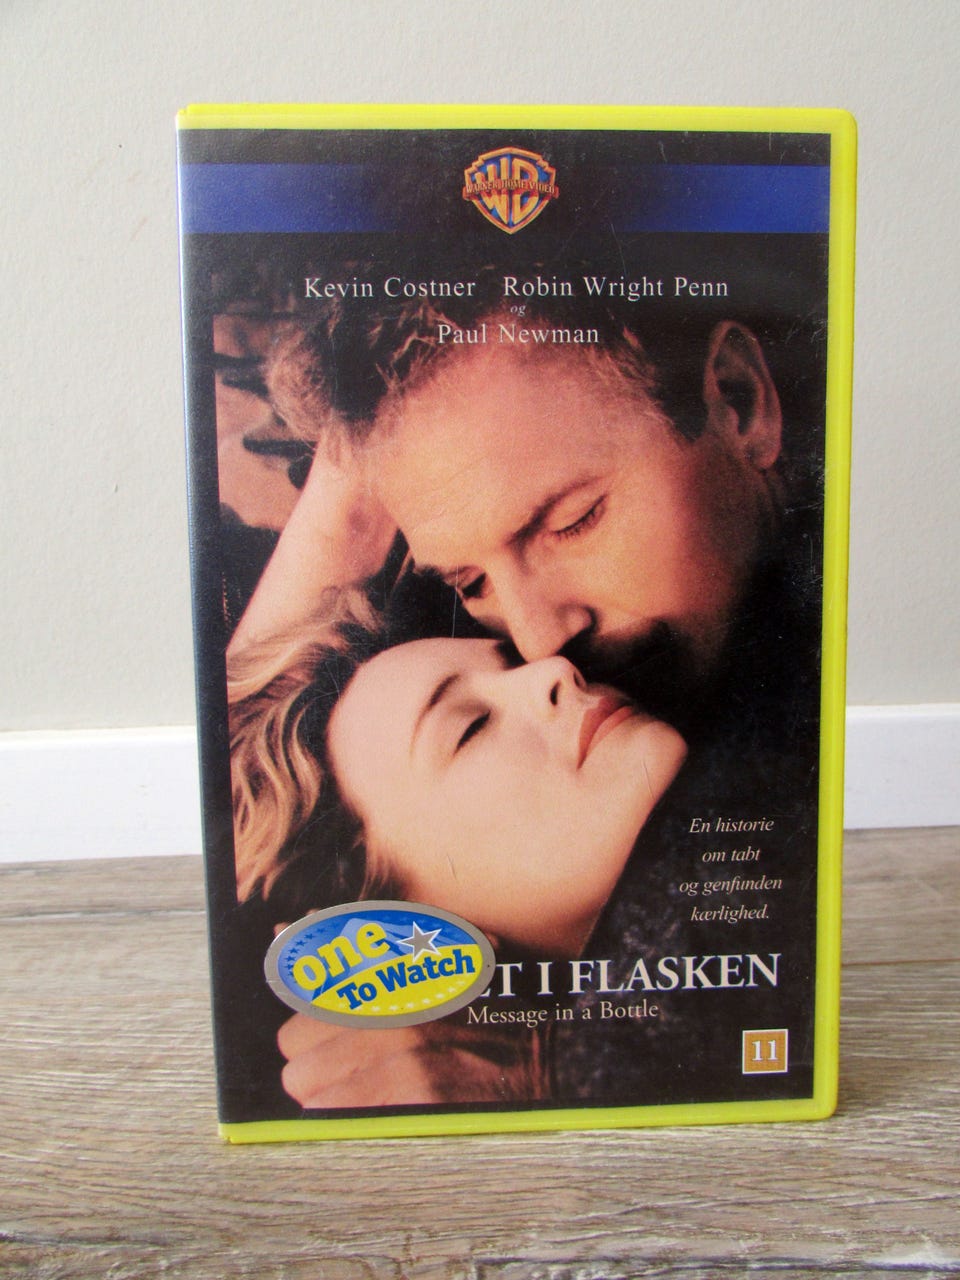 WARNER HOME VIDEO
Kevin Costner Robin Wright Penn
og
Paul Newman
En historie
om tabt
og genfunden
kærlighed.
one
To Watch
ET I FLASKEN
Message in a Bottle
11